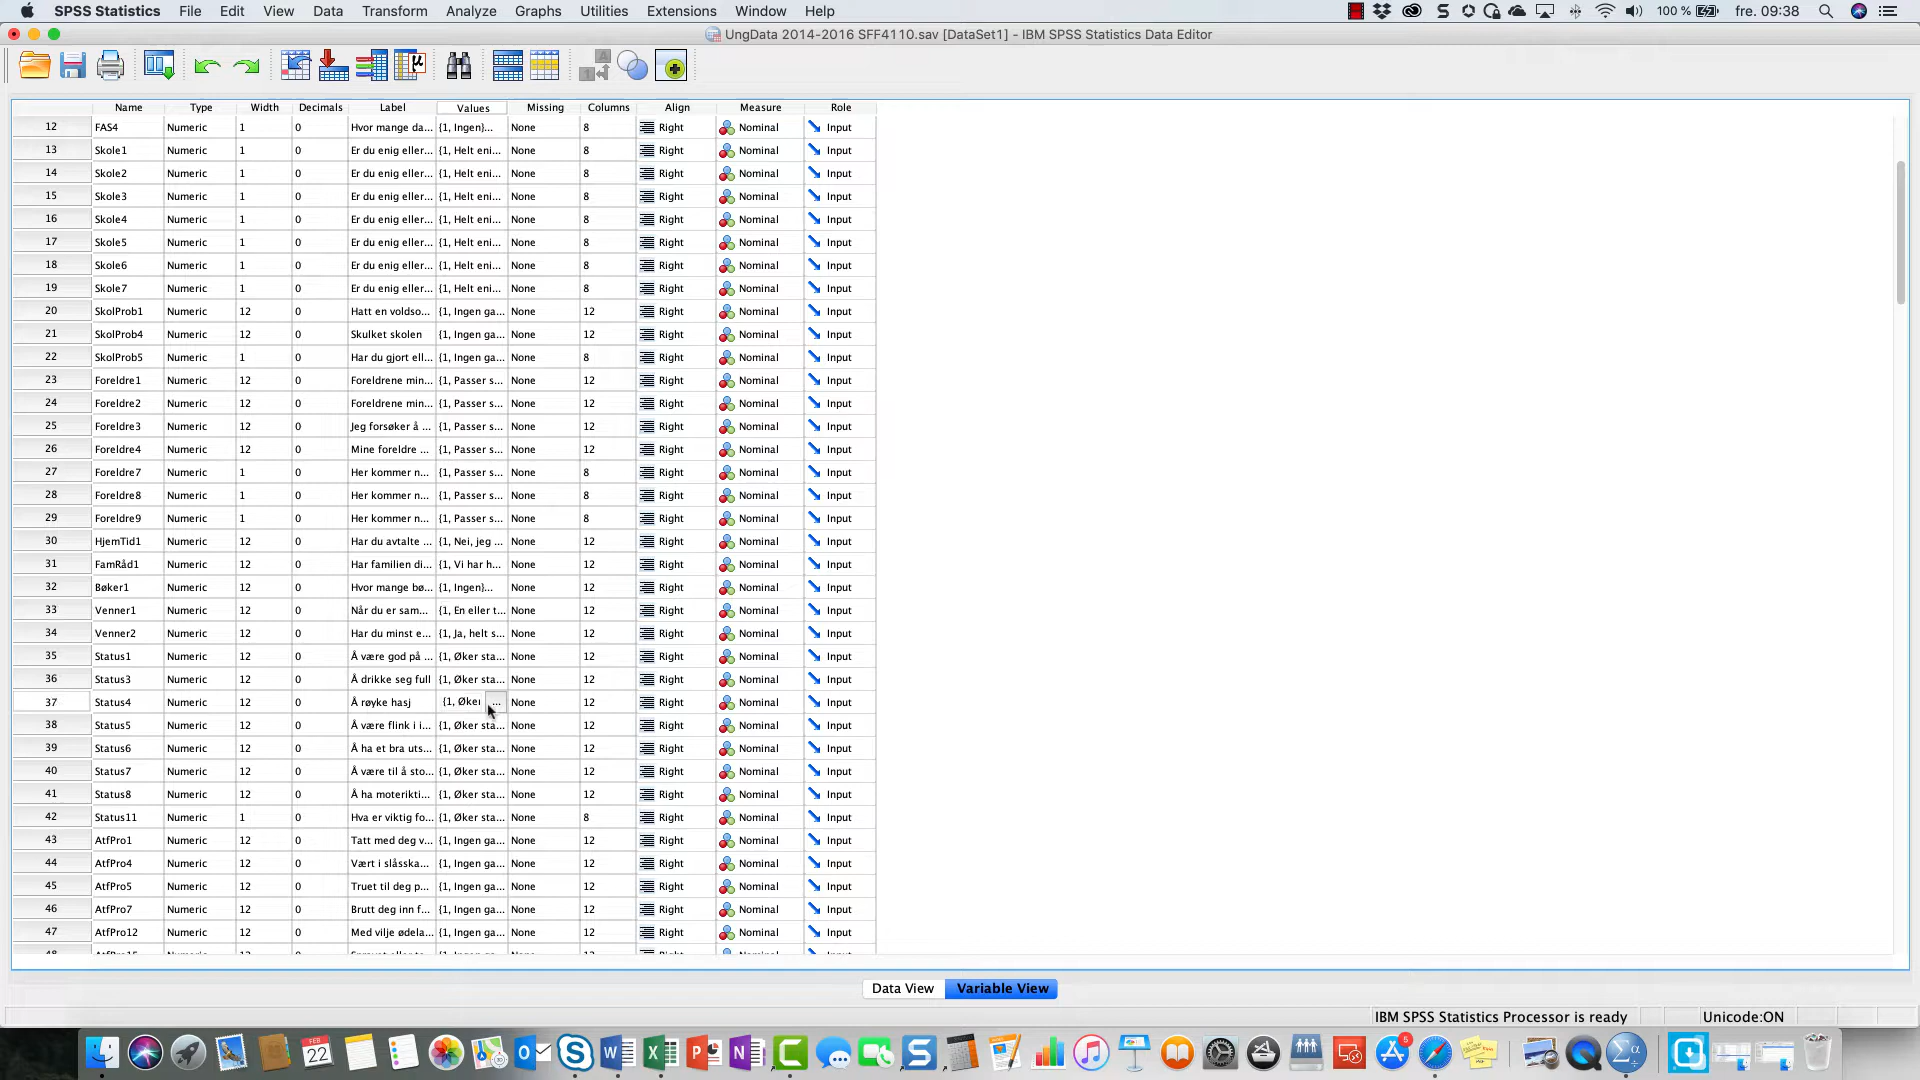 SPSS Statistics File Edit View Data Transform Analyze Graphs Utilities Extensions Window Help 100 % fre. 09:38
UngData 2014-2016 SFF4110.sav [DataSet1] - IBM SPSS Statistics Data Editor
Name Type Width Decimals Label Values Missing Columns Align Measure Role
12 FAS4 Numeric 1 0 Hvor mange da... {1, Ingen}... None 8 Right Nominal Input
13 Skole1 Numeric 1 0 Er du enig eller... {1, Helt eni... None 8 Right Nominal Input
14 Skole2 Numeric 1 0 Er du enig eller... {1, Helt eni... None 8 Right Nominal Input
15 Skole3 Numeric 1 0 Er du enig eller... {1, Helt eni... None 8 Right Nominal Input
16 Skole4 Numeric 1 0 Er du enig eller... {1, Helt eni... None 8 Right Nominal Input
17 Skole5 Numeric 1 0 Er du enig eller... {1, Helt eni... None 8 Right Nominal Input
18 Skole6 Numeric 1 0 Er du enig eller... {1, Helt eni... None 8 Right Nominal Input
19 Skole7 Numeric 1 0 Er du enig eller... {1, Helt eni... None 8 Right Nominal Input
20 SkolProb1 Numeric 12 0 Hatt en voldso... {1, Ingen ga... None 12 Right Nominal Input
21 SkolProb4 Numeric 12 0 Skulket skolen {1, Ingen ga... None 12 Right Nominal Input
22 SkolProb5 Numeric 1 0 Har du gjort ell... {1, Ingen ga... None 8 Right Nominal Input
23 Foreldre1 Numeric 12 0 Foreldrene min... {1, Passer s... None 12 Right Nominal Input
24 Foreldre2 Numeric 12 0 Foreldrene min... {1, Passer s... None 12 Right Nominal Input
25 Foreldre3 Numeric 12 0 Jeg forsøker å ... {1, Passer s... None 12 Right Nominal Input
26 Foreldre4 Numeric 12 0 Mine foreldre ... {1, Passer s... None 12 Right Nominal Input
27 Foreldre7 Numeric 1 0 Her kommer n... {1, Passer s... None 8 Right Nominal Input
28 Foreldre8 Numeric 1 0 Her kommer n... {1, Passer s... None 8 Right Nominal Input
29 Foreldre9 Numeric 1 0 Her kommer n... {1, Passer s... None 8 Right Nominal Input
30 HjemTid1 Numeric 12 0 Har du avtalte ... {1, Nei, jeg ... None 12 Right Nominal Input
31 FamRåd1 Numeric 12 0 Har familien di... {1, Vi har h... None 12 Right Nominal Input
32 Bøker1 Numeric 12 0 Hvor mange bø... {1, Ingen}... None 12 Right Nominal Input
33 Venner1 Numeric 12 0 Når du er sam... {1, En eller t... None 12 Right Nominal Input
34 Venner2 Numeric 12 0 Har du minst e... {1, Ja, helt s... None 12 Right Nominal Input
35 Status1 Numeric 12 0 Å være god på ... {1, Øker sta... None 12 Right Nominal Input
36 Status3 Numeric 12 0 Å drikke seg full {1, Øker sta... None 12 Right Nominal Input
37 Status4 Numeric 12 0 Å røyke hasj {1, Øker ... None 12 Right Nominal Input
38 Status5 Numeric 12 0 Å være flink i i... {1, Øker sta... None 12 Right Nominal Input
39 Status6 Numeric 12 0 Å ha et bra uts... {1, Øker sta... None 12 Right Nominal Input
40 Status7 Numeric 12 0 Å være til å sto... {1, Øker sta... None 12 Right Nominal Input
41 Status8 Numeric 12 0 Å ha moterikti... {1, Øker sta... None 12 Right Nominal Input
42 Status11 Numeric 1 0 Hva er viktig fo... {1, Øker sta... None 8 Right Nominal Input
43 AtfPro1 Numeric 12 0 Tatt med deg v... {1, Ingen ga... None 12 Right Nominal Input
44 AtfPro4 Numeric 12 0 Vært i slåsska... {1, Ingen ga... None 12 Right Nominal Input
45 AtfPro5 Numeric 12 0 Truet til deg p... {1, Ingen ga... None 12 Right Nominal Input
46 AtfPro7 Numeric 12 0 Brutt deg inn f... {1, Ingen ga... None 12 Right Nominal Input
47 AtfPro12 Numeric 12 0 Med vilje ødela... {1, Ingen ga... None 12 Right Nominal Input
Data View Variable View
IBM SPSS Statistics Processor is ready Unicode:ON
FEB
22
5